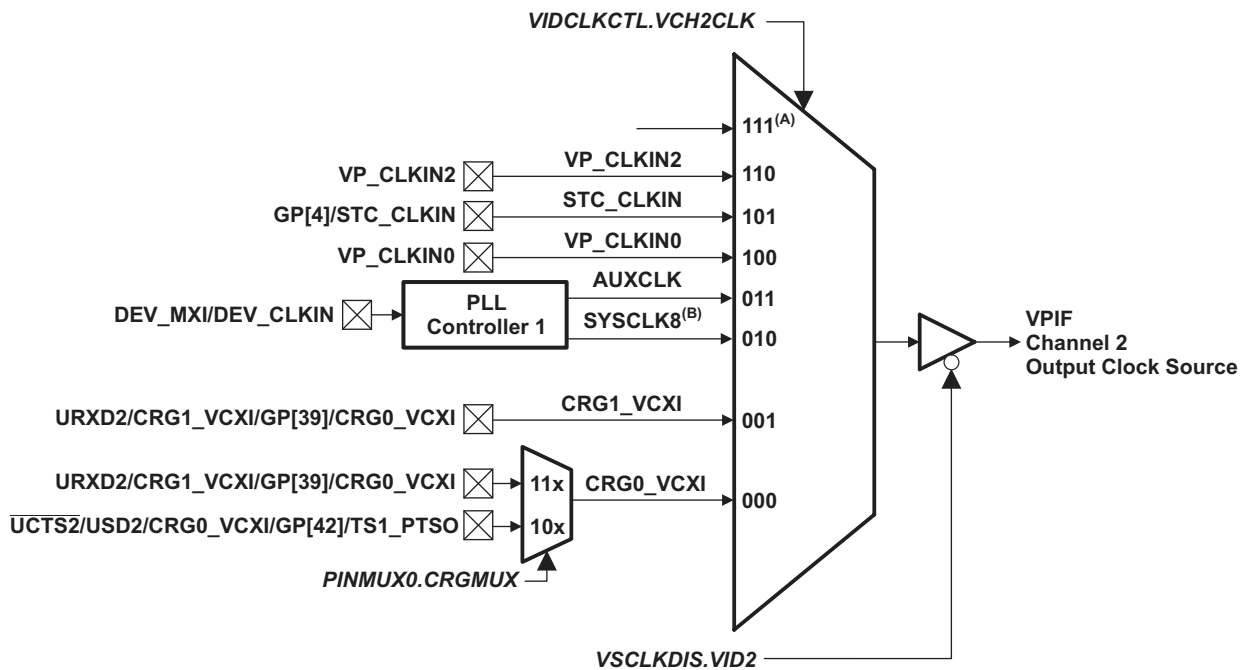 VIDCLKCTL.VCH2CLK
111(A)
VP_CLKIN2 VP_CLKIN2 110
GP[4]/STC_CLKIN STC_CLKIN 101
VP_CLKIN0 VP_CLKIN0 100
AUXCLK
DEV_MXI/DEV_CLKIN PLL Controller 1 011
SYSCLK8(B)
010
VPIF
Channel 2
Output Clock Source
URXD2/CRG1_VCXI/GP[39]/CRG0_VCXI CRG1_VCXI 001
URXD2/CRG1_VCXI/GP[39]/CRG0_VCXI 11x CRG0_VCXI 000
UCTS2/USD2/CRG0_VCXI/GP[42]/TS1_PTSO 10x
PINMUX0.CRGMUX
VSCLKDIS.VID2